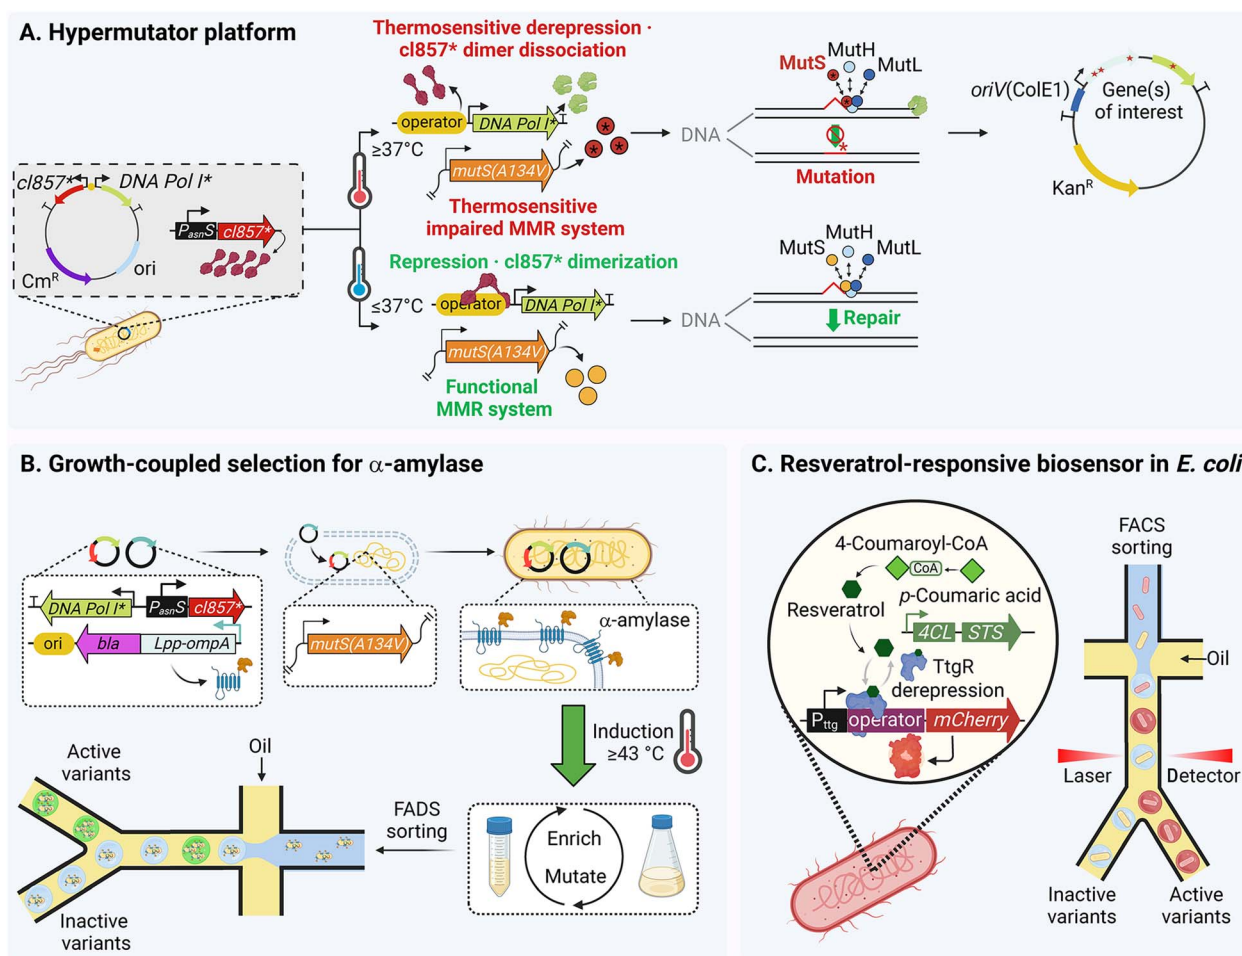 A. Hypermutator platform
Thermosensitive derepression ·
cI857* dimer dissociation
operator
DNA Pol I*
≥37°C
mutS(A134V)
Thermosensitive
impaired MMR system
cI857*
DNA Pol I*
PasnS
cI857*
CmR
ori
Repression · cI857* dimerization
≤37°C
operator
DNA Pol I*
mutS(A134V)
Functional
MMR system
MutH
MutS
MutL
DNA
Mutation
MutH
MutS
MutL
DNA
Repair
oriV(ColE1)
Gene(s)
of interest
KanR
B. Growth-coupled selection for α-amylase
DNA Pol I*
PasnS
cI857*
ori
bla
Lpp-ompA
mutS(A134V)
α-amylase
Induction
≥43 °C
Enrich
Mutate
FADS
sorting
Oil
Active
variants
Inactive
variants
C. Resveratrol-responsive biosensor in E. coli
4-Coumaroyl-CoA
CoA
Resveratrol
p-Coumaric acid
4CL
STS
TtgR
derepression
Pttg
operator
mCherry
FACS
sorting
Oil
Laser
Detector
Inactive
variants
Active
variants